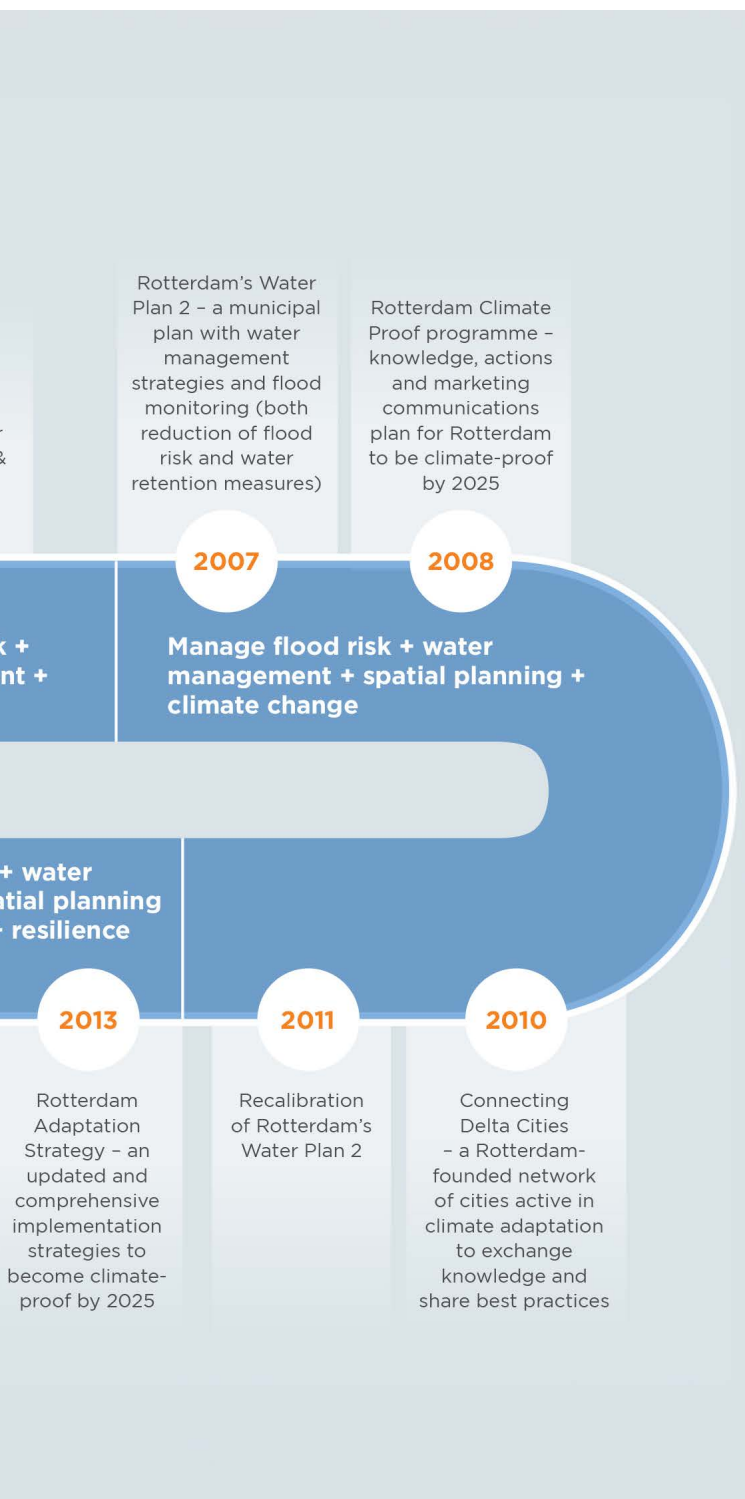 Rotterdam's Water
Plan 2 – a municipal
plan with water
management
strategies and flood
monitoring (both
reduction of flood
risk and water
retention measures)
Rotterdam Climate
Proof programme –
knowledge, actions
and marketing
communications
plan for Rotterdam
to be climate-proof
by 2025
&
2007
2008
+
+
Manage flood risk + water
management + spatial planning +
climate change
+ water
planning
resilience
2013
2011
2010
Rotterdam
Adaptation
Strategy – an
updated and
comprehensive
implementation
strategies to
become climate-
proof by 2025
Recalibration
of Rotterdam's
Water Plan 2
Connecting
Delta Cities
– a Rotterdam-
founded network
of cities active in
climate adaptation
to exchange
knowledge and
share best practices